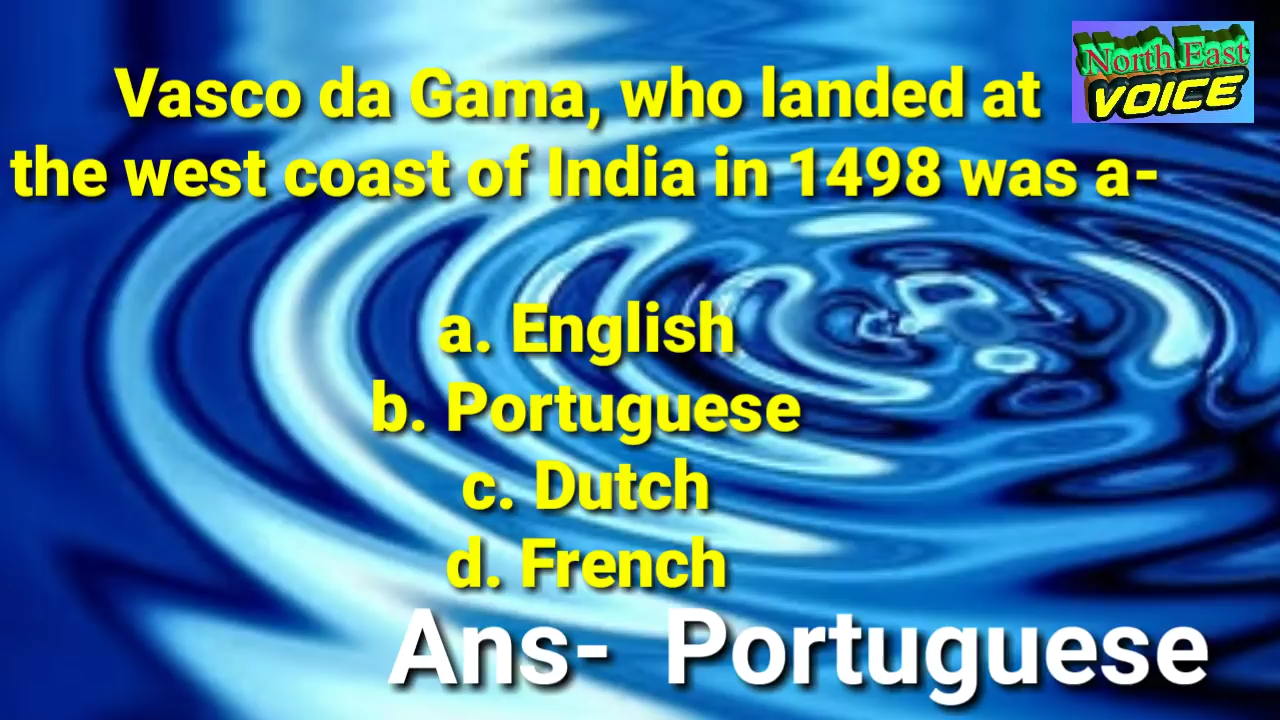 North East
VOICE
Vasco da Gama, who landed at
the west coast of India in 1498 was a-
a. English
b. Portuguese
c. Dutch
d. French
Ans- Portuguese